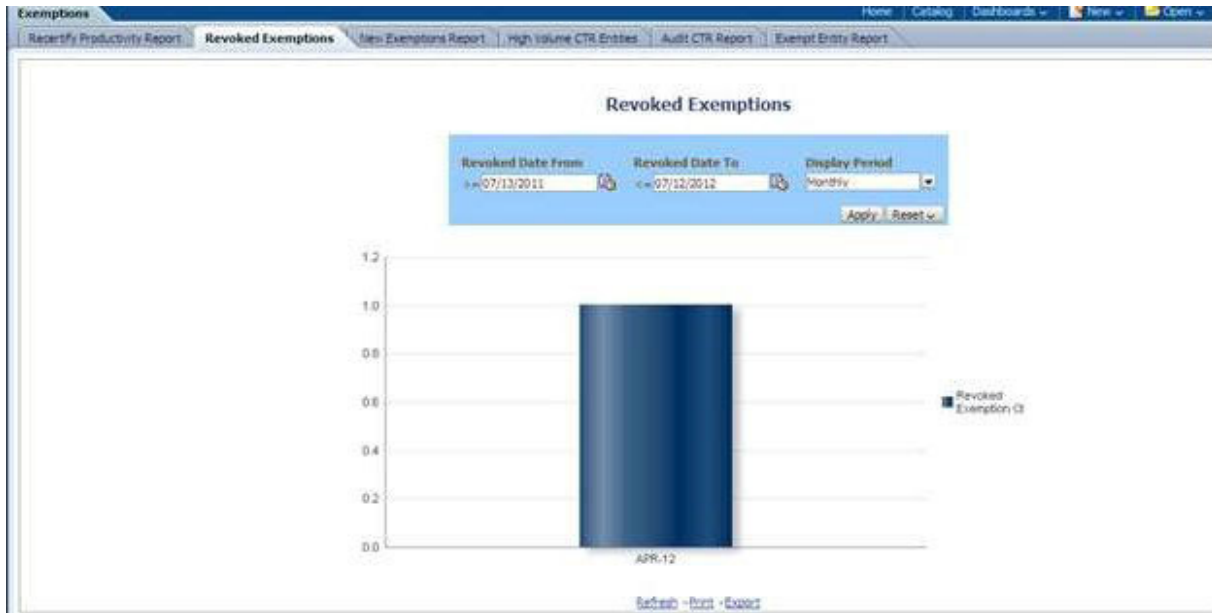 Exemptions
Home Catalog Dashboards New Open
Recertify Productivity Report Revoked Exemptions New Exemptions Report High Volume CTR Entities Audit CTR Report Exempt Entity Report
Revoked Exemptions
Revoked Date From Revoked Date To Display Period
>= 07/13/2011 <= 07/12/2012 Monthly
Apply Reset
1.2
1.0
0.8
0.6
0.4
0.2
0.0
Revoked
Exemption Ct
APR-12
Refresh - Print - Export